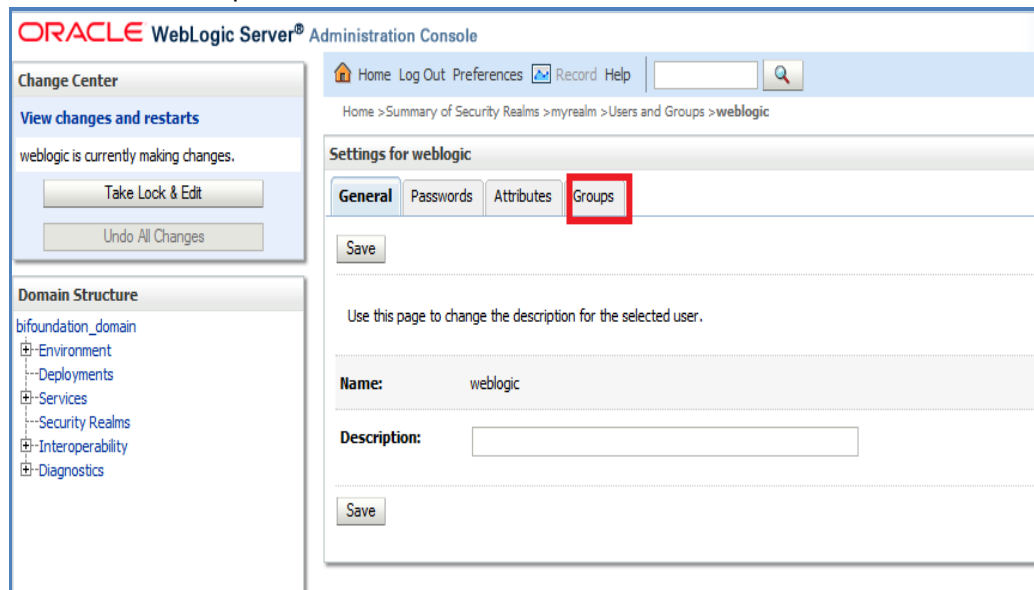 ORACLE WebLogic Server® Administration Console
Change Center
View changes and restarts
weblogic is currently making changes.
Take Lock & Edit
Undo All Changes
Domain Structure
bifoundation_domain
Environment
Deployments
Services
Security Realms
Interoperability
Diagnostics
Home Log Out Preferences Record Help
Home >Summary of Security Realms >myrealm >Users and Groups >weblogic
Settings for weblogic
General Passwords Attributes Groups
Save
Use this page to change the description for the selected user.
Name: weblogic
Description:
Save